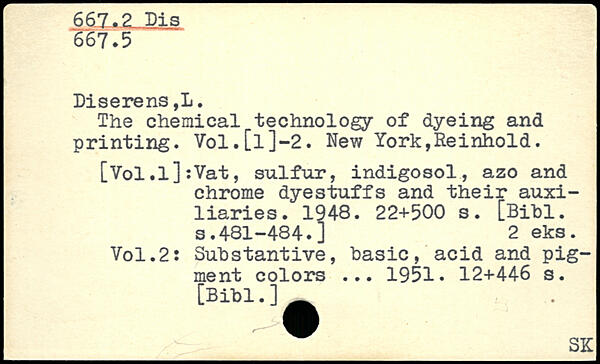 667.2 Dis
667.5
Diserens,L.
The chemical technology of dyeing and
printing. Vol.[1]-2. New York,Reinhold.
[Vol.1]:Vat, sulfur, indigosol, azo and
chrome dyestuffs and their auxi-
liaries. 1948. 22+500 s. [Bibl.
s.481-484.] 2 eks.
Vol.2: Substantive, basic, acid and pig-
ment colors ... 1951. 12+446 s.
[Bibl.]
SK